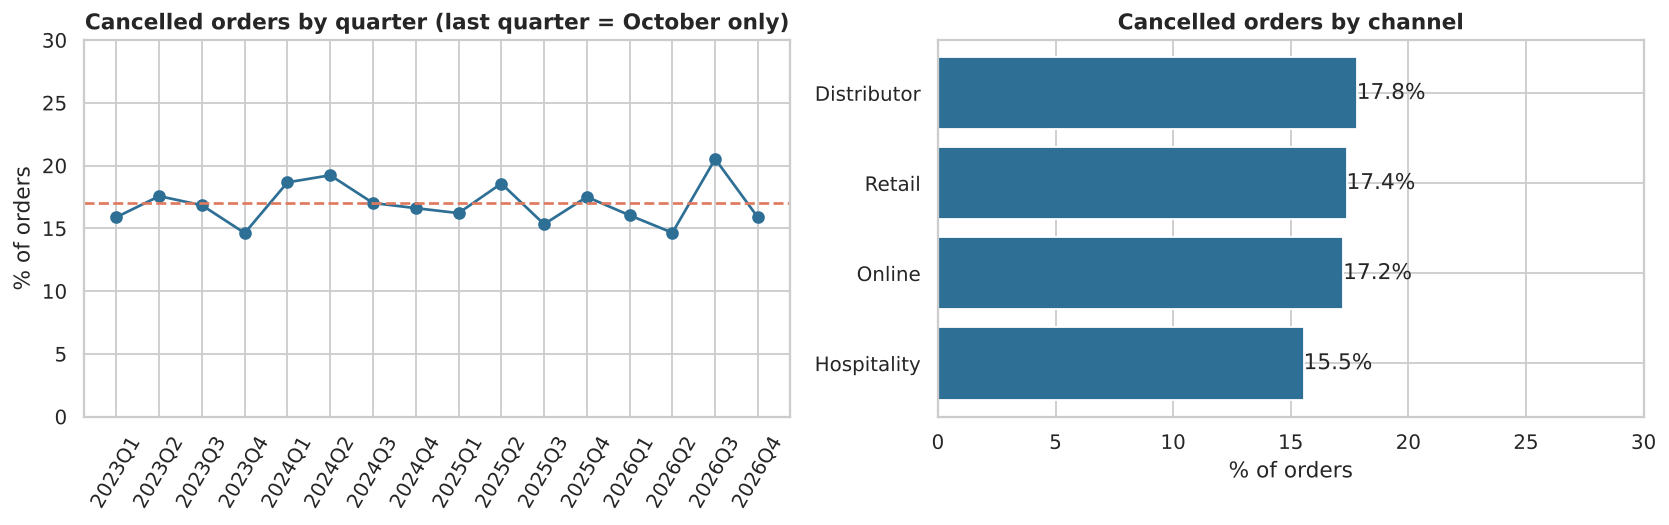 Cancelled orders by quarter (last quarter = October only)
% of orders
30
25
20
15
10
5
0
2023Q1
2023Q2
2023Q3
2023Q4
2024Q1
2024Q2
2024Q3
2024Q4
2025Q1
2025Q2
2025Q3
2025Q4
2026Q1
2026Q2
2026Q3
2026Q4
Cancelled orders by channel
Distributor
17.8%
Retail
17.4%
Online
17.2%
Hospitality
15.5%
0
5
10
15
20
25
30
% of orders